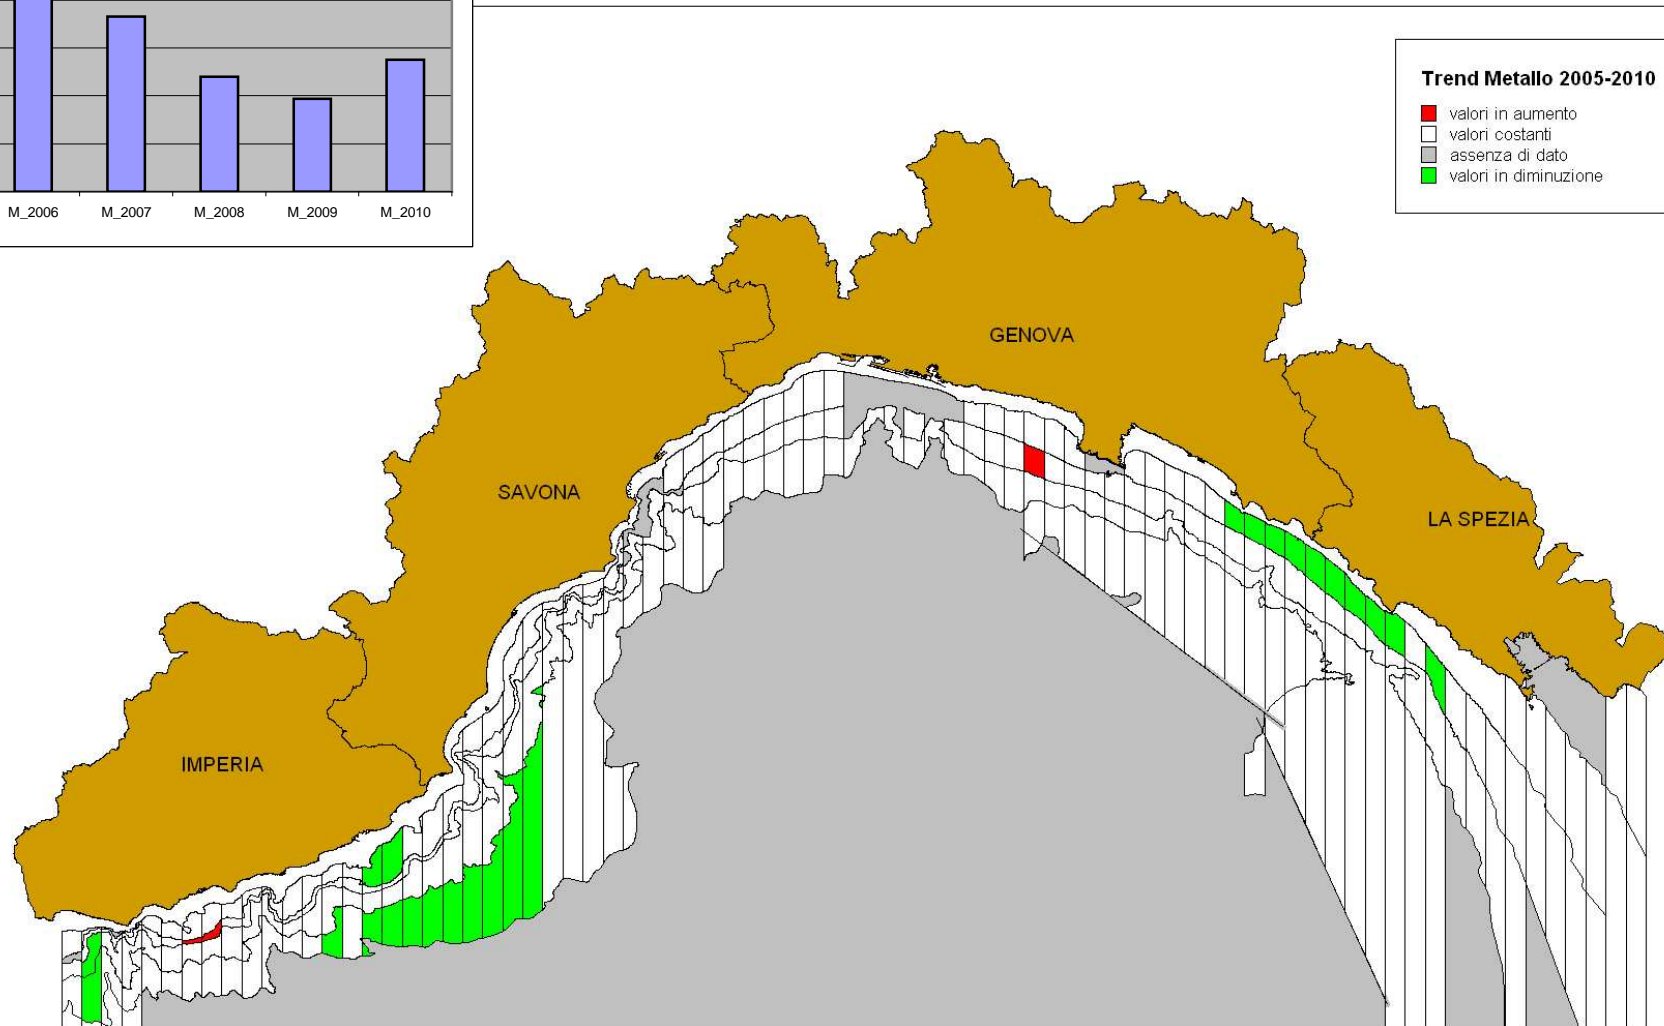 M_2006 M_2007 M_2008 M_2009 M_2010
Trend Metallo 2005-2010
valori in aumento
valori costanti
assenza di dato
valori in diminuzione
GENOVA
SAVONA
LA SPEZIA
IMPERIA